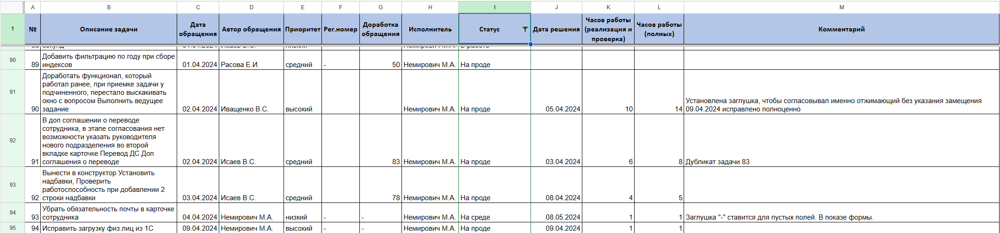 A B C D E F G H I J K L M
1 № Описание задачи Дата обращения Автор обращения Приоритет Рег.номер Доработка обращения Исполнитель Статус Дата решения Часов работы (реализация и проверка) Часов работы (полных) Комментарий
90
Добавить фильтрацию по году при сборе
89 индексов 01.04.2024 Расова Е.И. средний - 50 Немирович М.А. На проде
Доработать функционал, который
91 работал ранее, при приемке задачи у
подчиненного, перестало выскакивать
окно с вопросом Выполнить ведущее Установлена заглушка, чтобы согласовывал именно отжимающий без указания замещения
90 задание 02.04.2024 Иващенко В.С. высокий Немирович М.А. На проде 05.04.2024 10 14 09.04.2024 исправлено полноценно
В доп соглашении о переводе
сотрудника, в этапе согласования нет
92 возможности указать руководителя
нового подразделения во второй
вкладке карточке Перевод ДС Доп
91 соглашения о переводе 02.04.2024 Исаев В.С. средний 83 Немирович М.А. На проде 03.04.2024 6 8 Дубликат задачи 83
Вынести в конструктор Установить
93 надбавки, Проверить
работоспособность при добавлении 2
92 строки надбавки 03.04.2024 Исаев В.С. средний 78 Немирович М.А. На проде 08.04.2024 4 5
94 Убрать обязательность почты в карточке
93 сотрудника 04.04.2024 Немирович М.А. низкий - - Немирович М.А. На среде 08.05.2024 1 1 Заглушка "-" ставится для пустых полей. В показе формы.
95 94 Исправить загрузку физ.лиц из 1С 09.04.2024 Немирович М.А. высокий - - Немирович М.А. На проде 09.04.2024 1 1